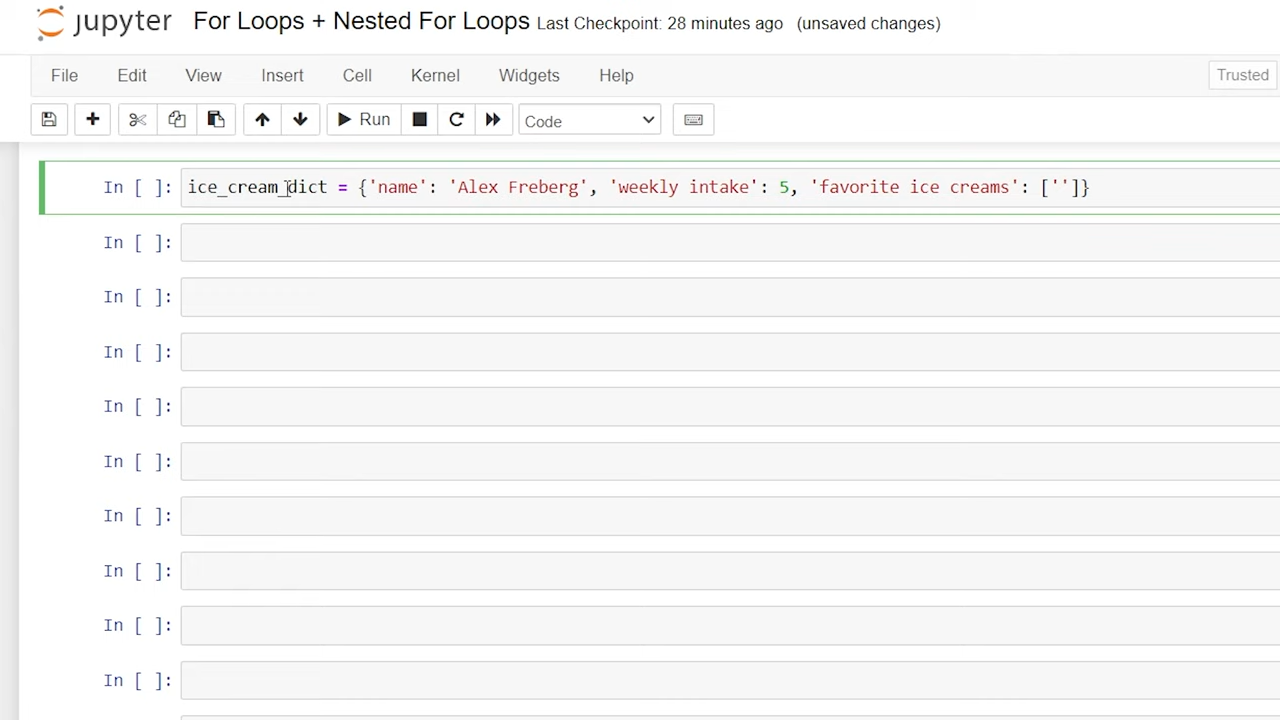 jupyter For Loops + Nested For Loops Last Checkpoint: 28 minutes ago (unsaved changes)
File Edit View Insert Cell Kernel Widgets Help Trusted
Run Code
In [ ]: ice_cream_dict = {'name': 'Alex Freberg', 'weekly intake': 5, 'favorite ice creams': ['']}
In [ ]:
In [ ]:
In [ ]:
In [ ]:
In [ ]:
In [ ]:
In [ ]:
In [ ]:
In [ ]: